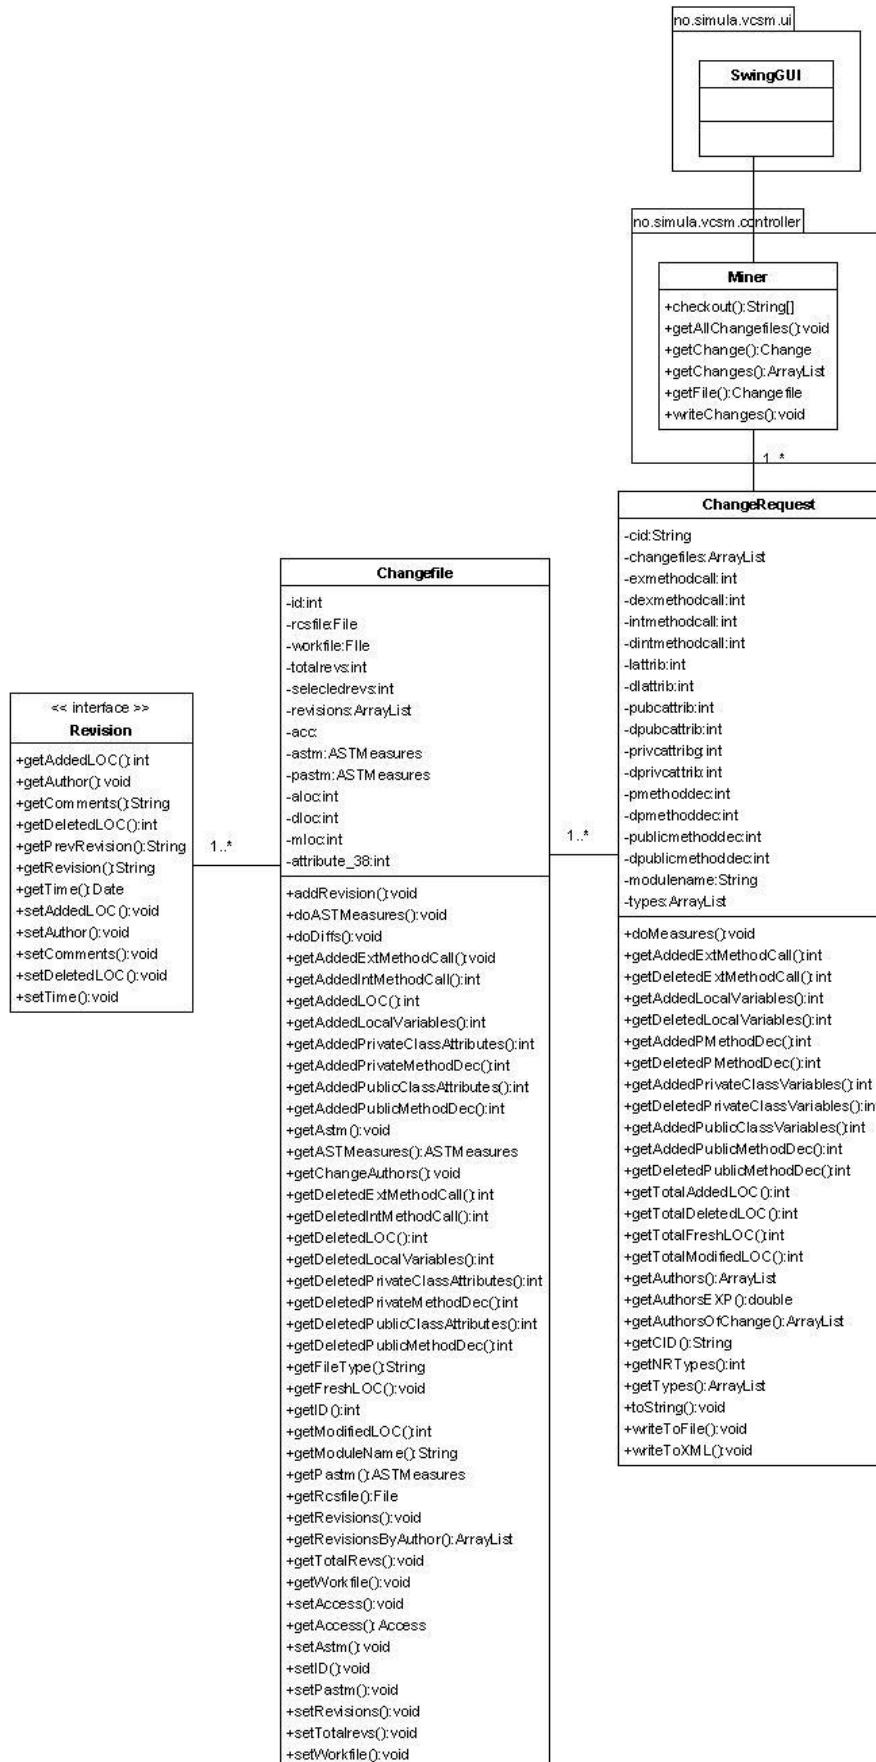 no.simula.vcsm.ui
SwingGUI
no.simula.vcsm.controller
Miner
+checkout():String[]
+getAllChangefiles():void
+getChange():Change
+getChanges():ArrayList
+getFile():Changefile
+writeChanges():void
1..*
ChangeRequest
-cid:String
-changefiles:ArrayList
-exmethodcall:int
-dexmethodcall:int
-intmethodcall:int
-dintmethodcall:int
-lattrib:int
-dlattrib:int
-pubcattrib:int
-dpubcattrib:int
-privcattribg:int
-dprivcattrib:int
-pmethoddec:int
-dpmethoddec:int
-publicmethoddec:int
-dpublicmethoddec:int
-modulename:String
-types:ArrayList
+doMeasures():void
+getAddedExtMethodCall():int
+getDeletedExtMethodCall():int
+getAddedLocalVariables():int
+getDeletedLocalVariables():int
+getAddedPMethodDec():int
+getDeletedPMethodDec():int
+getAddedPrivateClassVariables():int
+getDeletedPrivateClassVariables():int
+getAddedPublicClassVariables():int
+getAddedPublicMethodDec():int
+getDeletedPublicMethodDec():int
+getTotalAddedLOC():int
+getTotalDeletedLOC():int
+getTotalFreshLOC():int
+getTotalModifiedLOC():int
+getAuthors():ArrayList
+getAuthorsEXP():double
+getAuthorsOfChange():ArrayList
+getCID():String
+getNRTypes():int
+getTypes():ArrayList
+toString():void
+writeToFile():void
+writeToXML():void
1..*
Changefile
-id:int
-rcsfile:File
-workfile:FIle
-totalrevs:int
-selecledrevs:int
-revisions:ArrayList
-acc:
-astm:ASTMeasures
-pastm:ASTMeasures
-aloc:int
-dloc:int
-mloc:int
-attribute_38:int
+addRevision():void
+doASTMeasures():void
+doDiffs():void
+getAddedExtMethodCall():void
+getAddedIntMethodCall():int
+getAddedLOC():int
+getAddedLocalVariables():int
+getAddedPrivateClassAttributes():int
+getAddedPrivateMethodDec():int
+getAddedPublicClassAttributes():int
+getAddedPublicMethodDec():int
+getAstm():void
+getASTMeasures():ASTMeasures
+getChangeAuthors():void
+getDeletedExtMethodCall():int
+getDeletedIntMethodCall():int
+getDeletedLOC():int
+getDeletedLocalVariables():int
+getDeletedPrivateClassAttributes():int
+getDeletedPrivateMethodDec():int
+getDeletedPublicClassAttributes():int
+getDeletedPublicMethodDec():int
+getFileType():String
+getFreshLOC():void
+getID():int
+getModifiedLOC():int
+getModuleName():String
+getPastm():ASTMeasures
+getRcsfile():File
+getRevisions():void
+getRevisionsByAuthor():ArrayList
+getTotalRevs():void
+getWorkfile():void
+setAccess():void
+getAccess():Access
+setAstm():void
+setID():void
+setPastm():void
+setRevisions():void
+setTotalrevs():void
+setWorkfile():void
1..*
<< interface >>
Revision
+getAddedLOC():int
+getAuthor():void
+getComments():String
+getDeletedLOC():int
+getPrevRevision():String
+getRevision():String
+getTime():Date
+setAddedLOC():void
+setAuthor():void
+setComments():void
+setDeletedLOC():void
+setTime():void